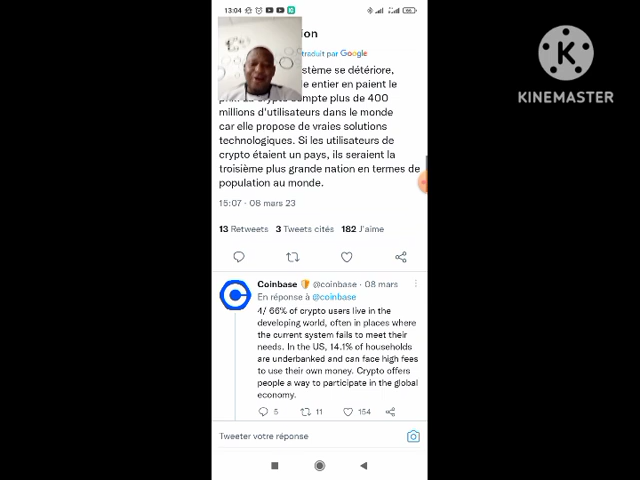 13:04
66
ion
traduit par Google
stème se détériore,
e entier en paient le
compte plus de 400
millions d'utilisateurs dans le monde
car elle propose de vraies solutions
technologiques. Si les utilisateurs de
crypto étaient un pays, ils seraient la
troisième plus grande nation en termes de
population au monde.
15:07 · 08 mars 23
13 Retweets 3 Tweets cités 182 J'aime
Coinbase @coinbase · 08 mars
En réponse à @coinbase
4/ 66% of crypto users live in the
developing world, often in places where
the current system fails to meet their
needs. In the US, 14.1% of households
are underbanked and can face high fees
to use their own money. Crypto offers
people a way to participate in the global
economy.
5 11 154
Tweeter votre réponse
K
KINEMASTER